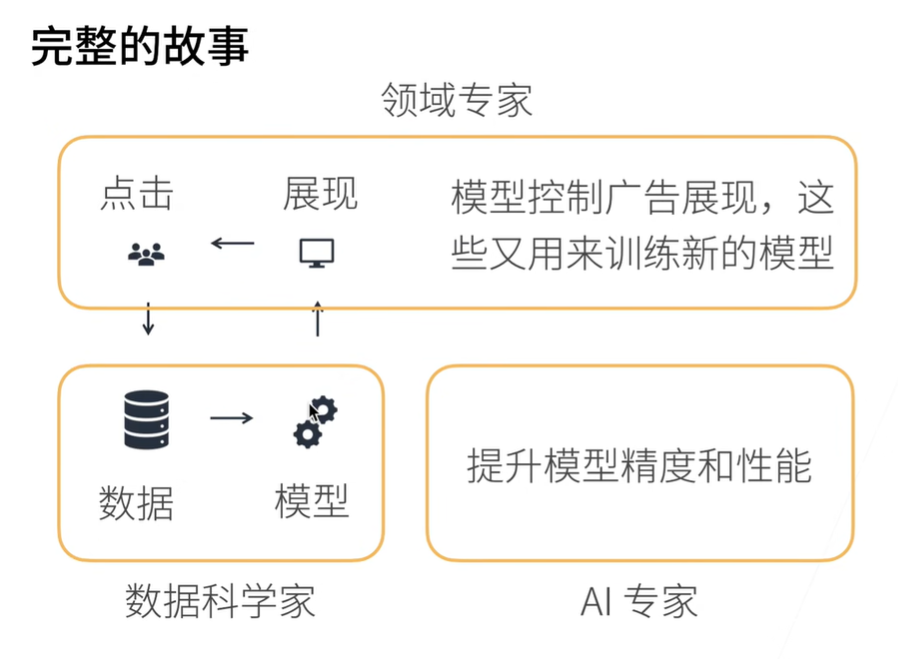 完整的故事
领域专家
点击
展现
模型控制广告展现，这
些又用来训练新的模型
数据
模型
提升模型精度和性能
数据科学家
AI 专家